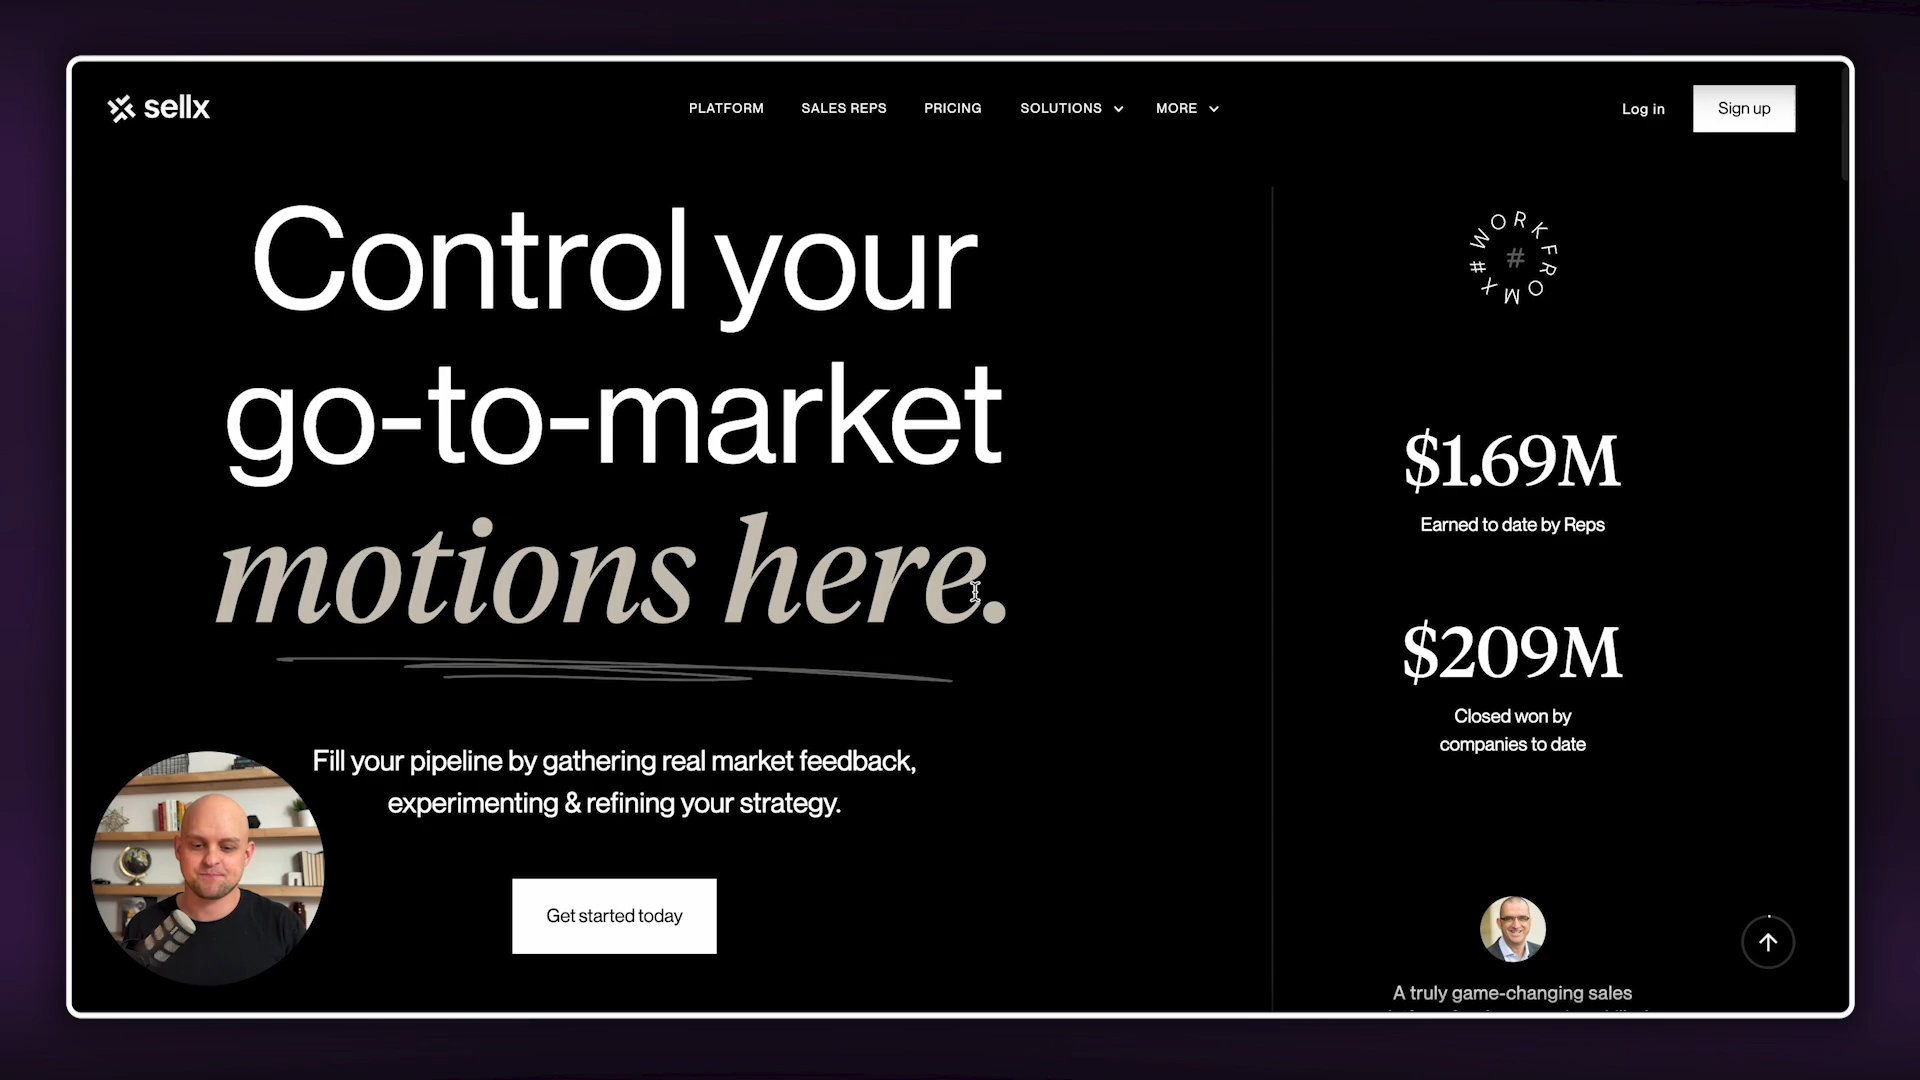 sellx
PLATFORM
SALES REPS
PRICING
SOLUTIONS
MORE
Log in
Sign up
Control your
go-to-market
motions here.
Fill your pipeline by gathering real market feedback,
experimenting & refining your strategy.
Get started today
#WORKFROMX
#
$1.69M
Earned to date by Reps
$209M
Closed won by
companies to date
A truly game-changing sales